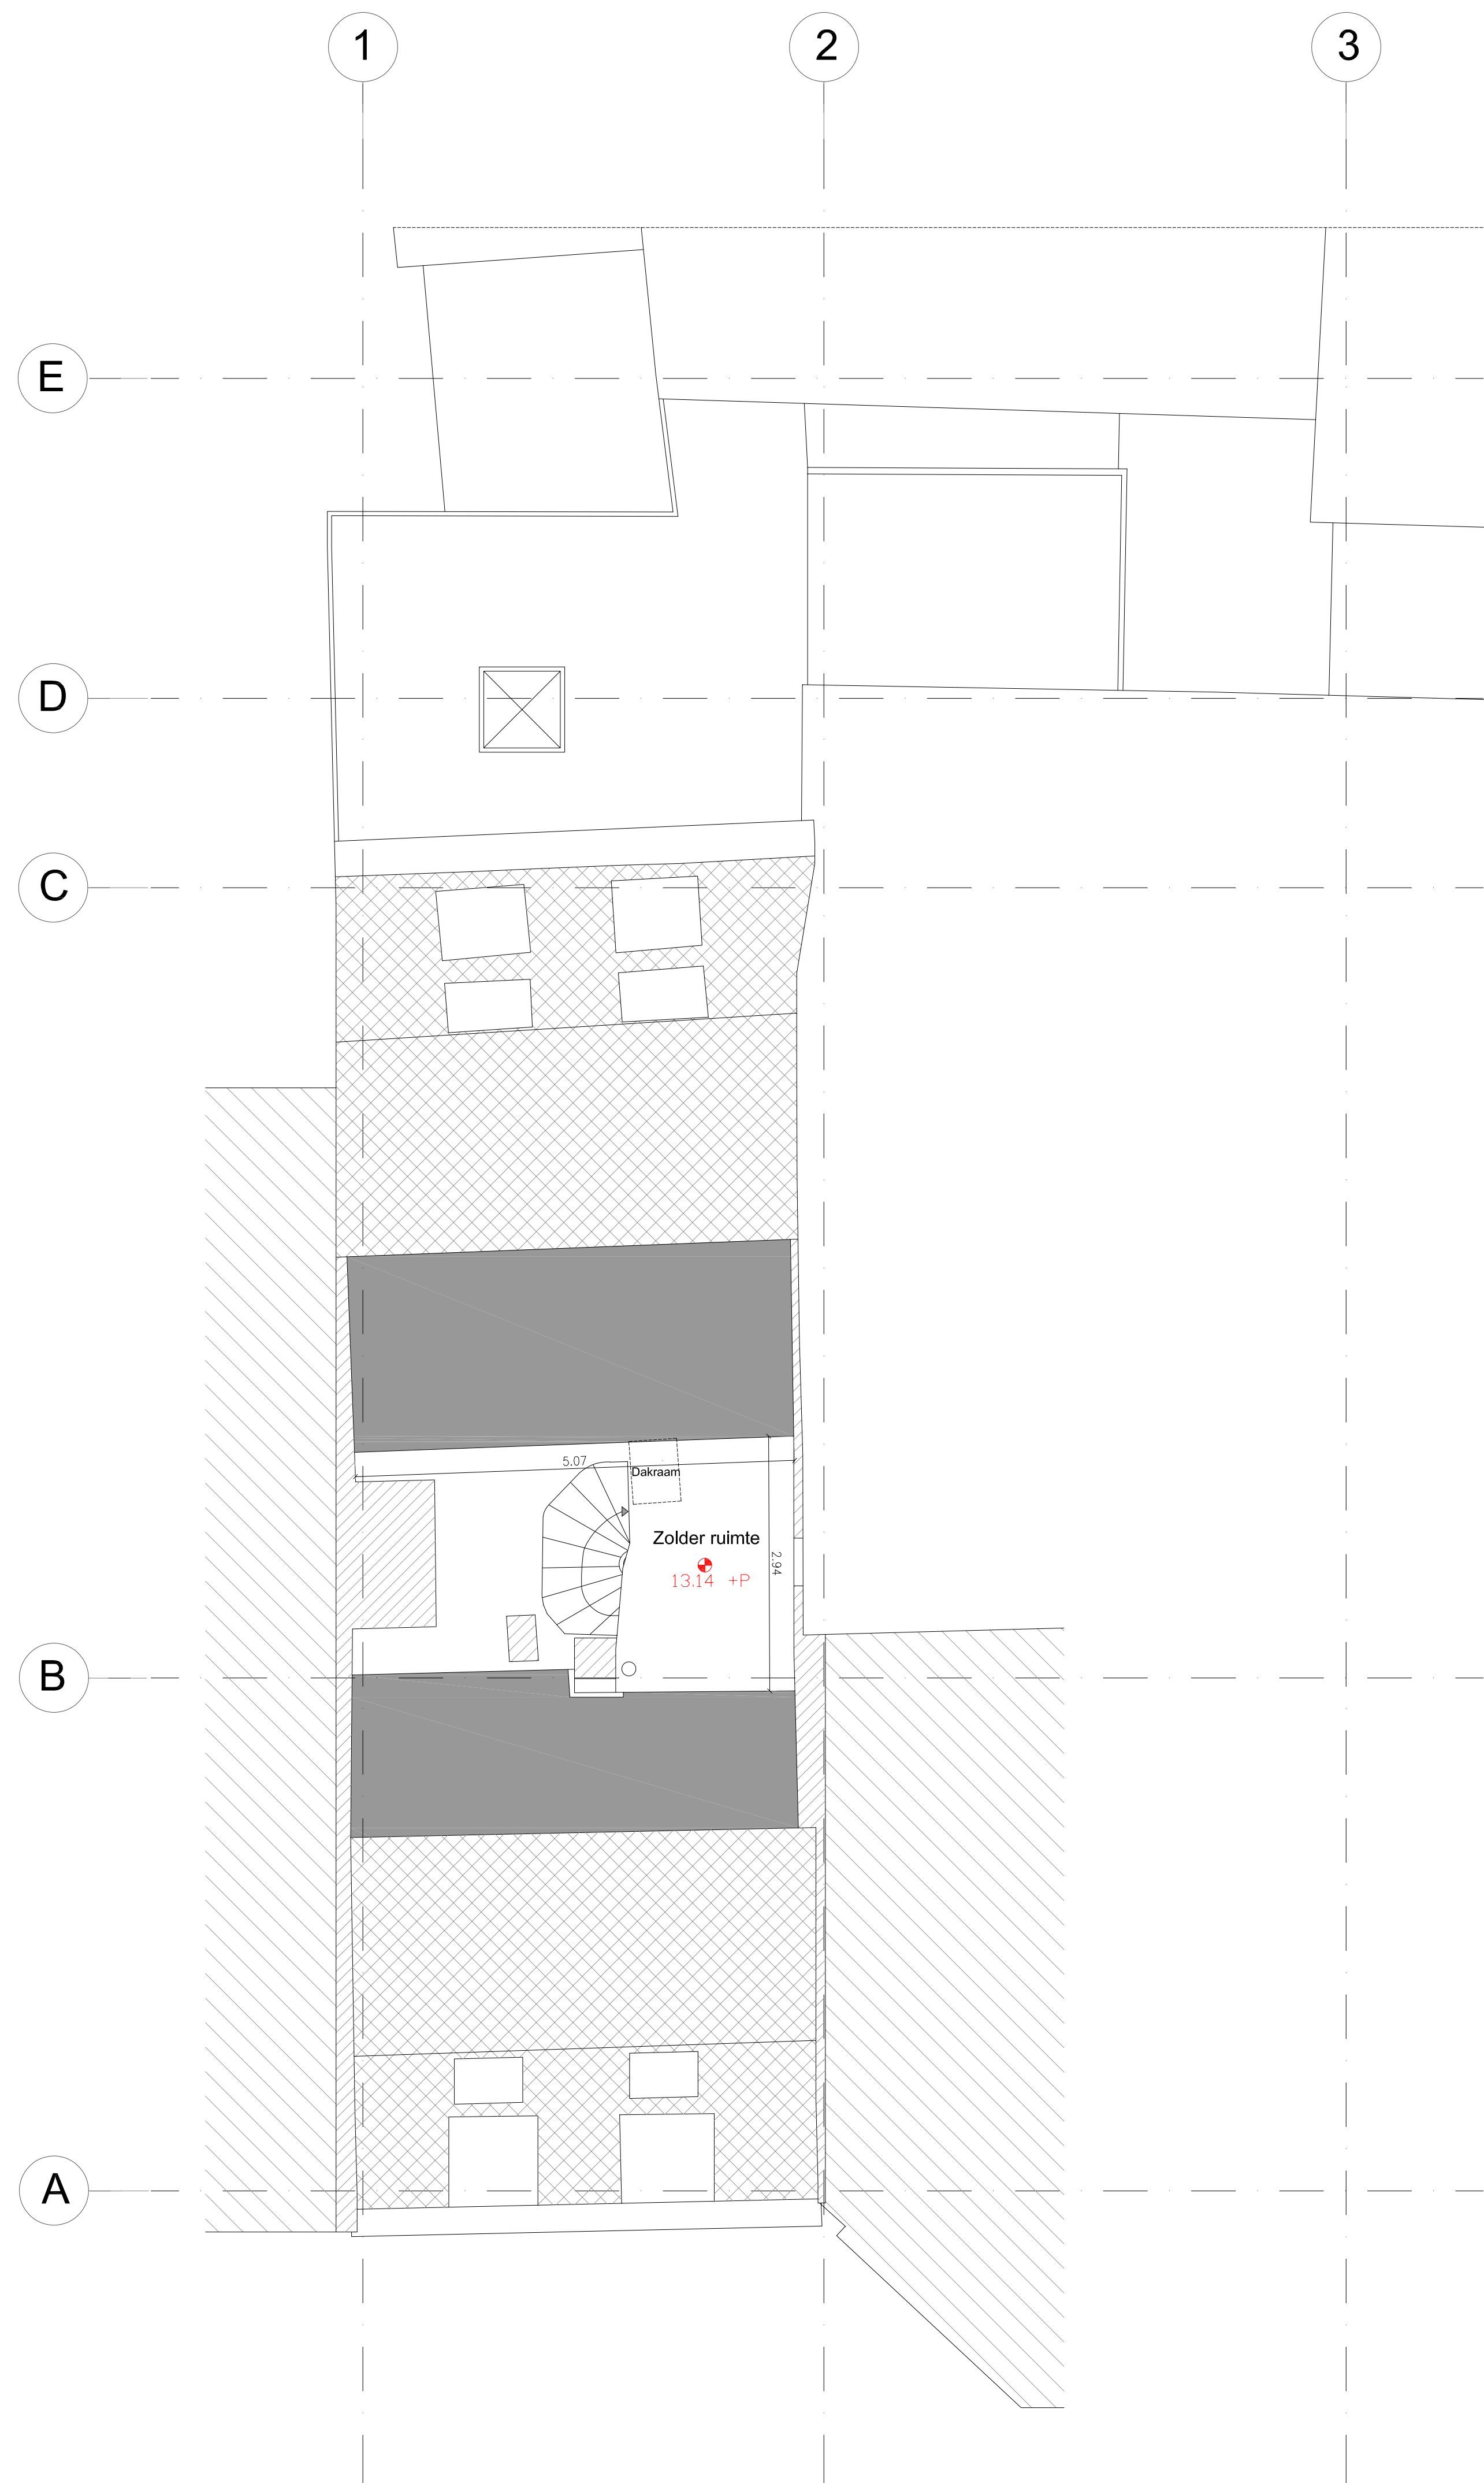 1
2
3
E
D
C
5.07
Dakraam
Zolder ruimte
13.14 +P
2.94
B
A